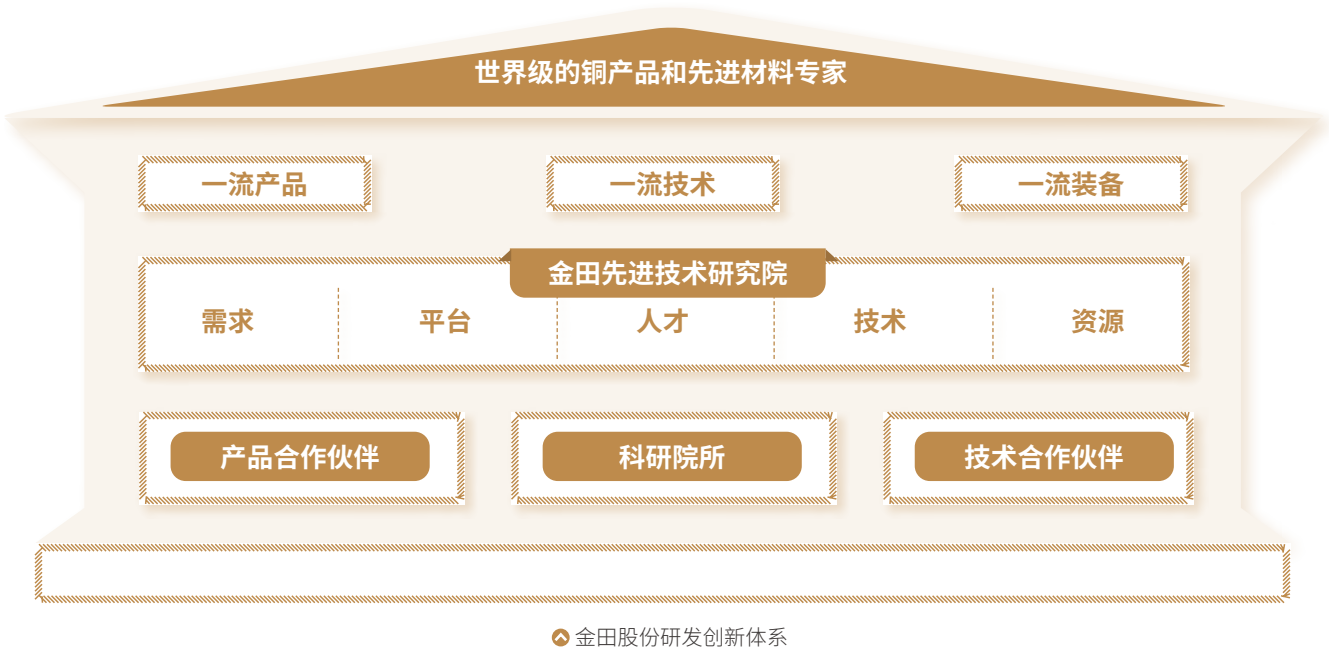 世界级的铜产品和先进材料专家
一流产品
一流技术
一流装备
金田先进技术研究院
需求
平台
人才
技术
资源
产品合作伙伴
科研院所
技术合作伙伴
金田股份研发创新体系